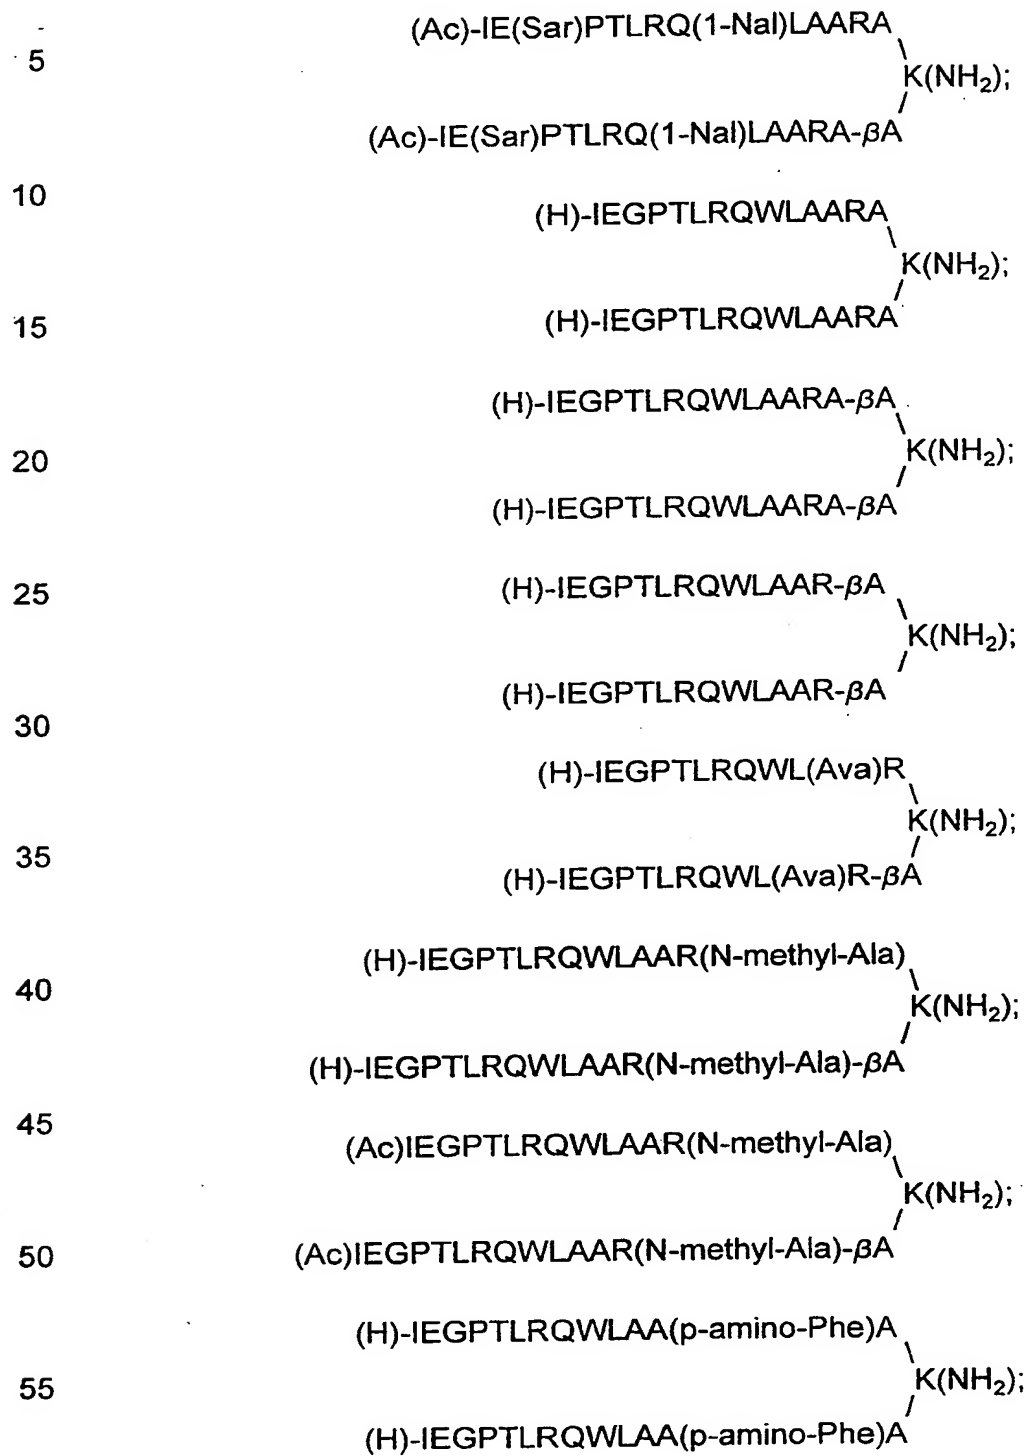 (Ac)-IE(Sar)PTLRQ(1-Nal)LAARA
5
K(NH₂);
(Ac)-IE(Sar)PTLRQ(1-Nal)LAARA-βA
10
(H)-IEGPTLRQWLAARA
K(NH₂);
15
(H)-IEGPTLRQWLAARA
(H)-IEGPTLRQWLAARA-βA
20
K(NH₂);
(H)-IEGPTLRQWLAARA-βA
25
(H)-IEGPTLRQWLAAR-βA
K(NH₂);
(H)-IEGPTLRQWLAAR-βA
30
(H)-IEGPTLRQWL(Ava)R
K(NH₂);
35
(H)-IEGPTLRQWL(Ava)R-βA
(H)-IEGPTLRQWLAAR(N-methyl-Ala)
40
K(NH₂);
(H)-IEGPTLRQWLAAR(N-methyl-Ala)-βA
45
(Ac)IEGPTLRQWLAAR(N-methyl-Ala)
K(NH₂);
50
(Ac)IEGPTLRQWLAAR(N-methyl-Ala)-βA
(H)-IEGPTLRQWLAA(p-amino-Phe)A
55
K(NH₂);
(H)-IEGPTLRQWLAA(p-amino-Phe)A